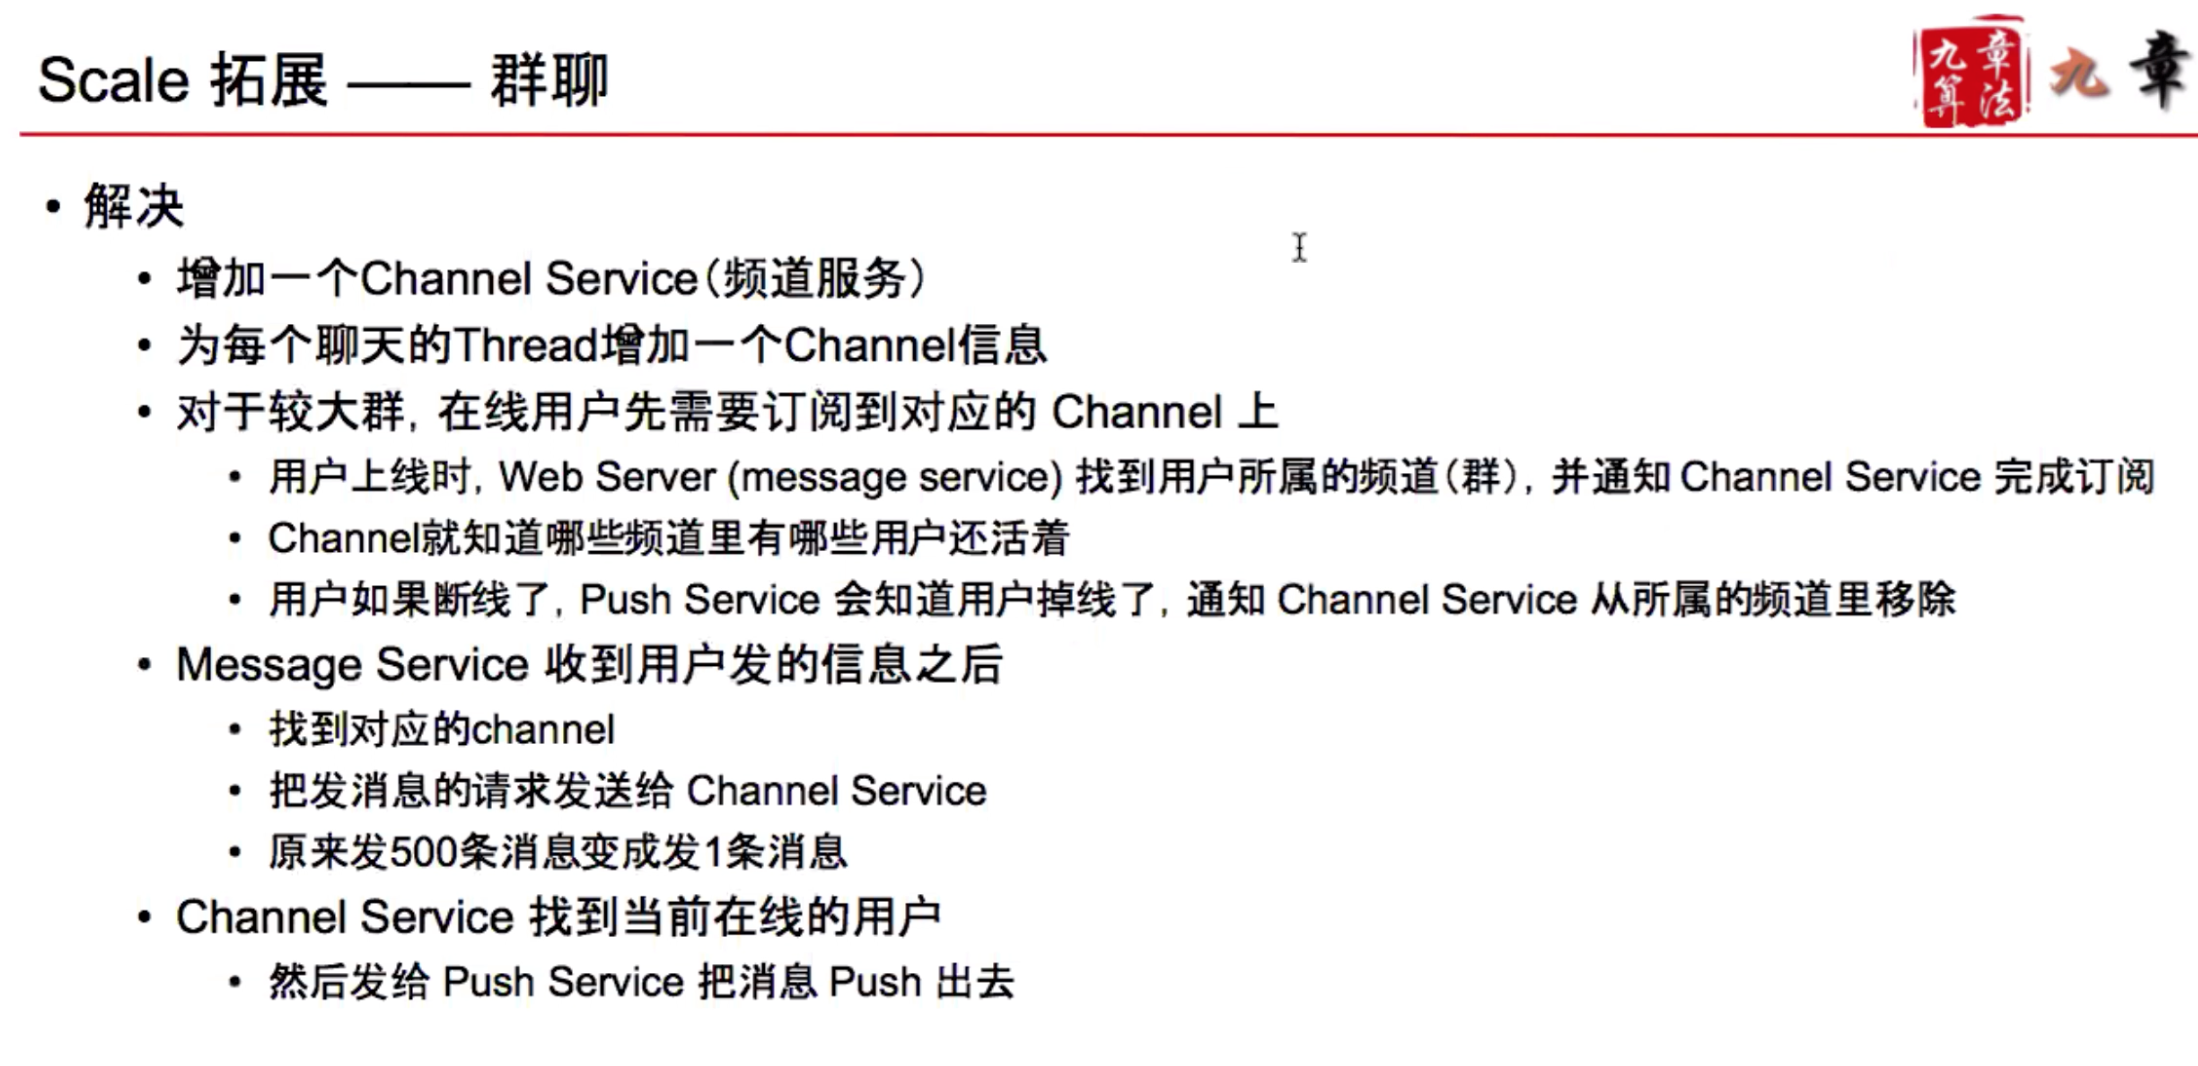 Scale 拓展 —— 群聊
九章算法
九章
• 解决
• 增加一个Channel Service（频道服务）
• 为每个聊天的Thread增加一个Channel信息
• 对于较大群，在线用户先需要订阅到对应的 Channel 上
• 用户上线时，Web Server (message service) 找到用户所属的频道（群），并通知 Channel Service 完成订阅
• Channel就知道哪些频道里有哪些用户还活着
• 用户如果断线了，Push Service 会知道用户掉线了，通知 Channel Service 从所属的频道里移除
• Message Service 收到用户发的信息之后
• 找到对应的channel
• 把发消息的请求发送给 Channel Service
• 原来发500条消息变成发1条消息
• Channel Service 找到当前在线的用户
• 然后发给 Push Service 把消息 Push 出去